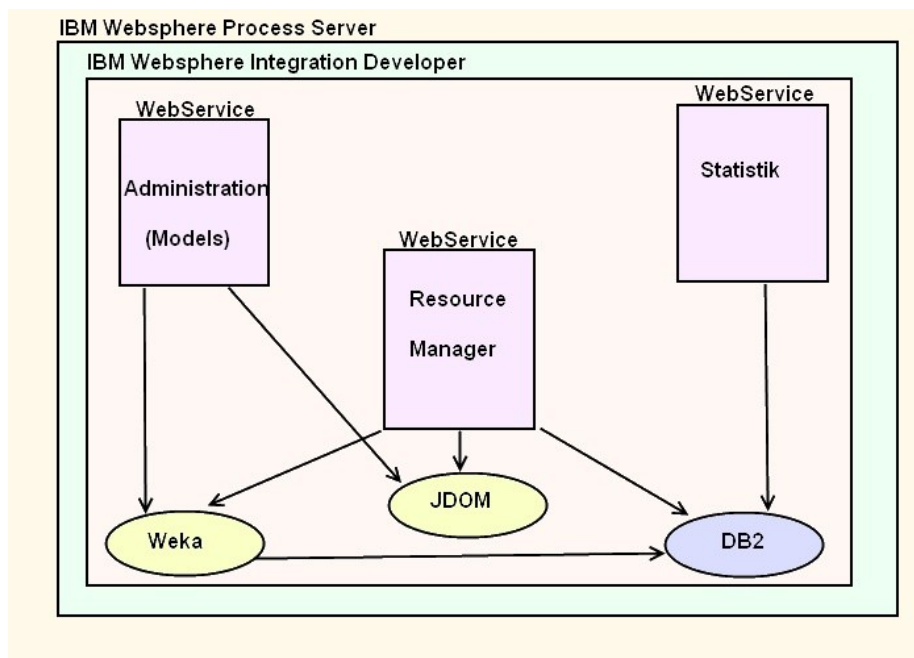 IBM Websphere Process Server
IBM Websphere Integration Developer
WebService
Administration
(Models)
WebService
Resource
Manager
WebService
Statistik
Weka
JDOM
DB2